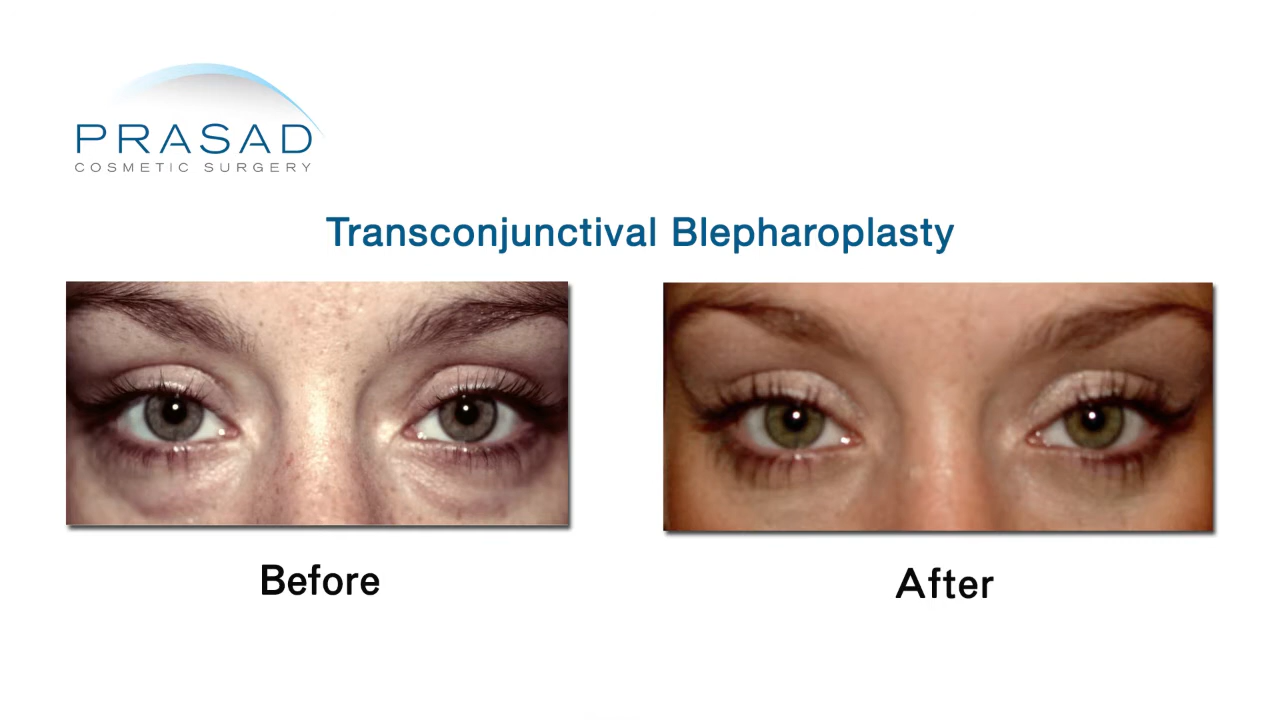 PRASAD
COSMETIC SURGERY
Transconjunctival Blepharoplasty
Before
After